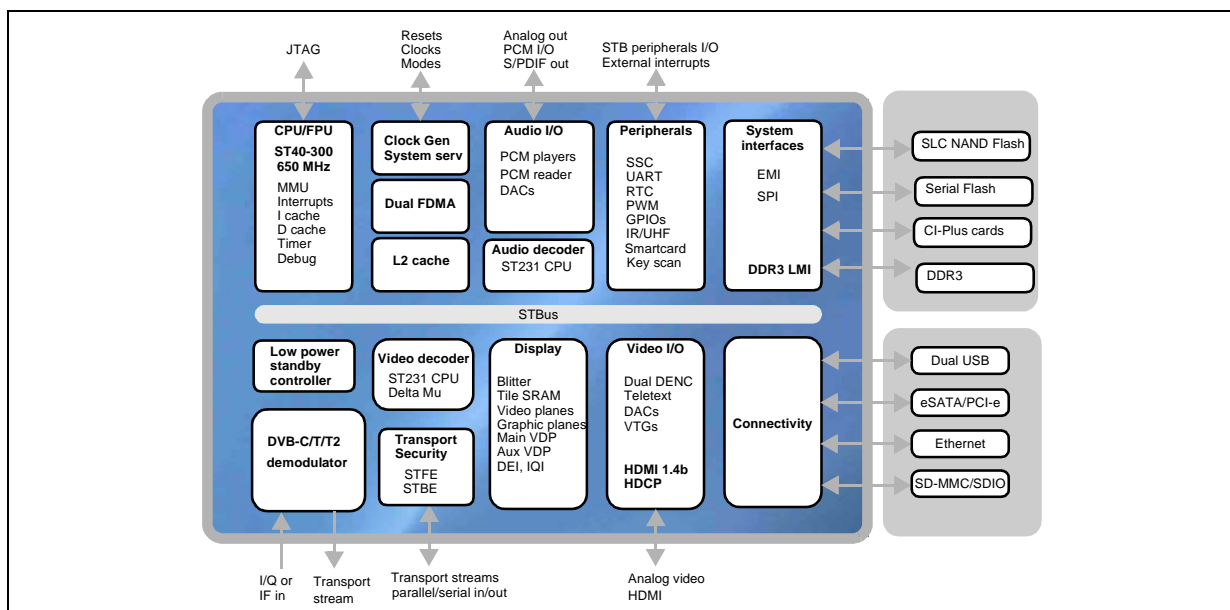 JTAG
Resets
Clocks
Modes
Analog out
PCM I/O
S/PDIF out
STB peripherals I/O
External interrupts
CPU/FPU
ST40-300
650 MHz
MMU
Interrupts
I cache
D cache
Timer
Debug
Clock Gen
System serv
Dual FDMA
L2 cache
Audio I/O
PCM players
PCM reader
DACs
Audio decoder
ST231 CPU
Peripherals
SSC
UART
RTC
PWM
GPIOs
IR/UHF
Smartcard
Key scan
System
interfaces
EMI
SPI
DDR3 LMI
SLC NAND Flash
Serial Flash
CI-Plus cards
DDR3
STBus
Low power
standby
controller
DVB-C/T/T2
demodulator
Video decoder
ST231 CPU
Delta Mu
Transport
Security
STFE
STBE
Display
Blitter
Tile SRAM
Video planes
Graphic planes
Main VDP
Aux VDP
DEI, IQI
Video I/O
Dual DENC
Teletext
DACs
VTGs
HDMI 1.4b
HDCP
Connectivity
Dual USB
eSATA/PCI-e
Ethernet
SD-MMC/SDIO
I/Q or
IF in
Transport
stream
Transport streams
parallel/serial in/out
Analog video
HDMI